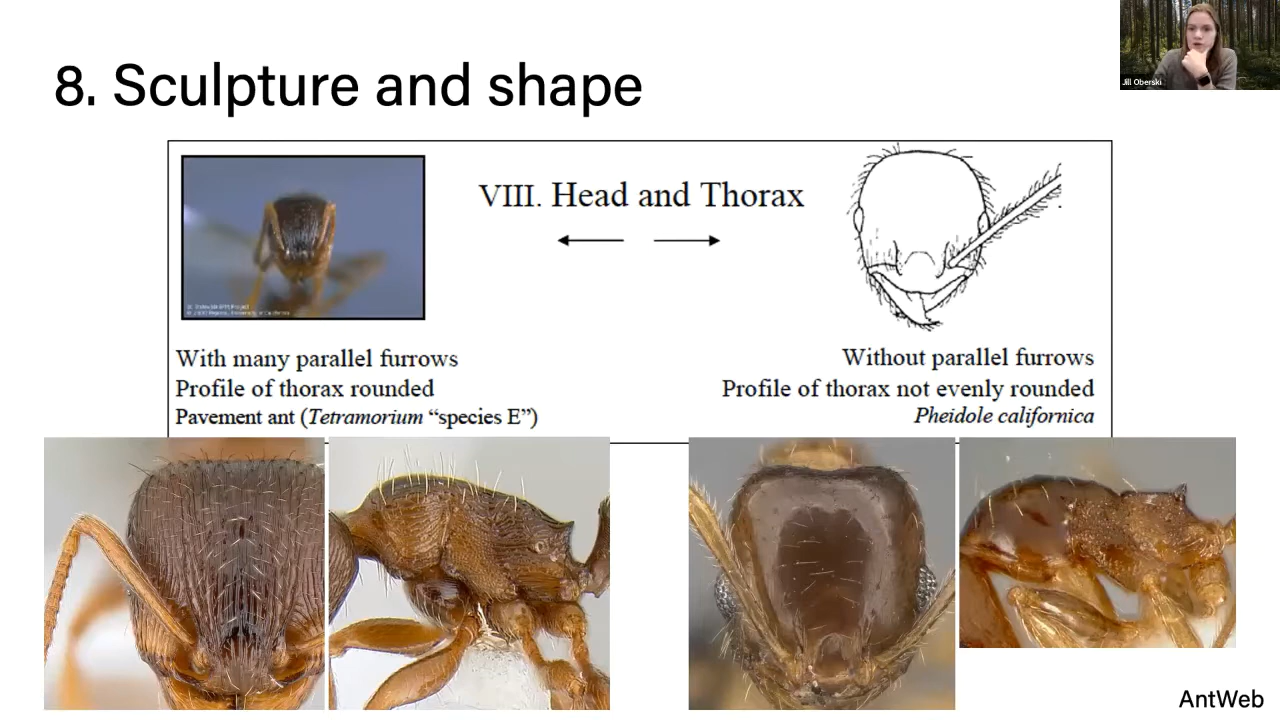 8. Sculpture and shape
Jill Oberski
VIII. Head and Thorax
With many parallel furrows
Profile of thorax rounded
Pavement ant (Tetramorium “species E”)
Without parallel furrows
Profile of thorax not evenly rounded
Pheidole californica
AntWeb